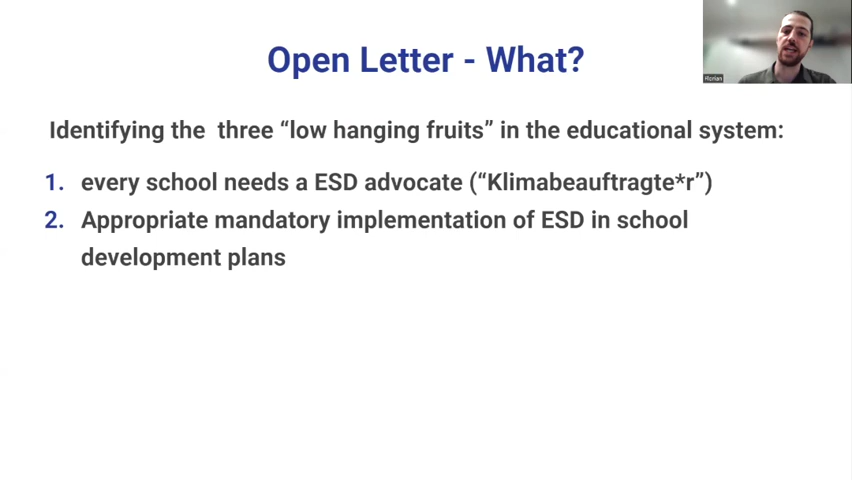 Open Letter - What?
Florian
Identifying the three “low hanging fruits” in the educational system:
1. every school needs a ESD advocate (“Klimabeauftragte*r”)
2. Appropriate mandatory implementation of ESD in school
development plans